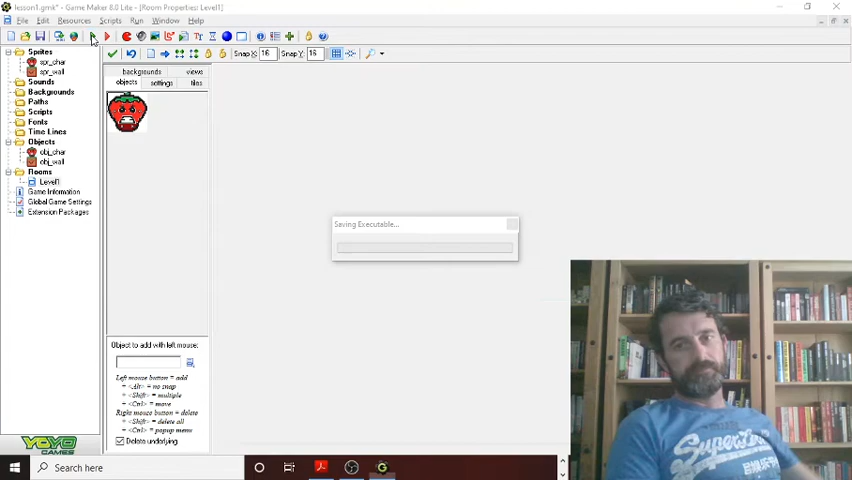 lesson1.gmk* - Game Maker 8.0 Lite - [Room Properties: Level1]
File Edit Resources Scripts Run Window Help
Snap X: 16 Snap Y: 16
Sprites
spr_char
spr_wall
Sounds
Backgrounds
Paths
Scripts
Fonts
Time Lines
Objects
obj_char
obj_wall
Rooms
Level1
Game Information
Global Game Settings
Extension Packages
backgrounds views
objects settings tiles
Saving Executable...
Object to add with left mouse:
Left mouse button = add
+ <Alt> = no snap
+ <Shift> = multiple
+ <Ctrl> = move
Right mouse button = delete
+ <Shift> = delete all
+ <Ctrl> = popup menu
Delete underlying
YOYO
GAMES
Search here
Superdry